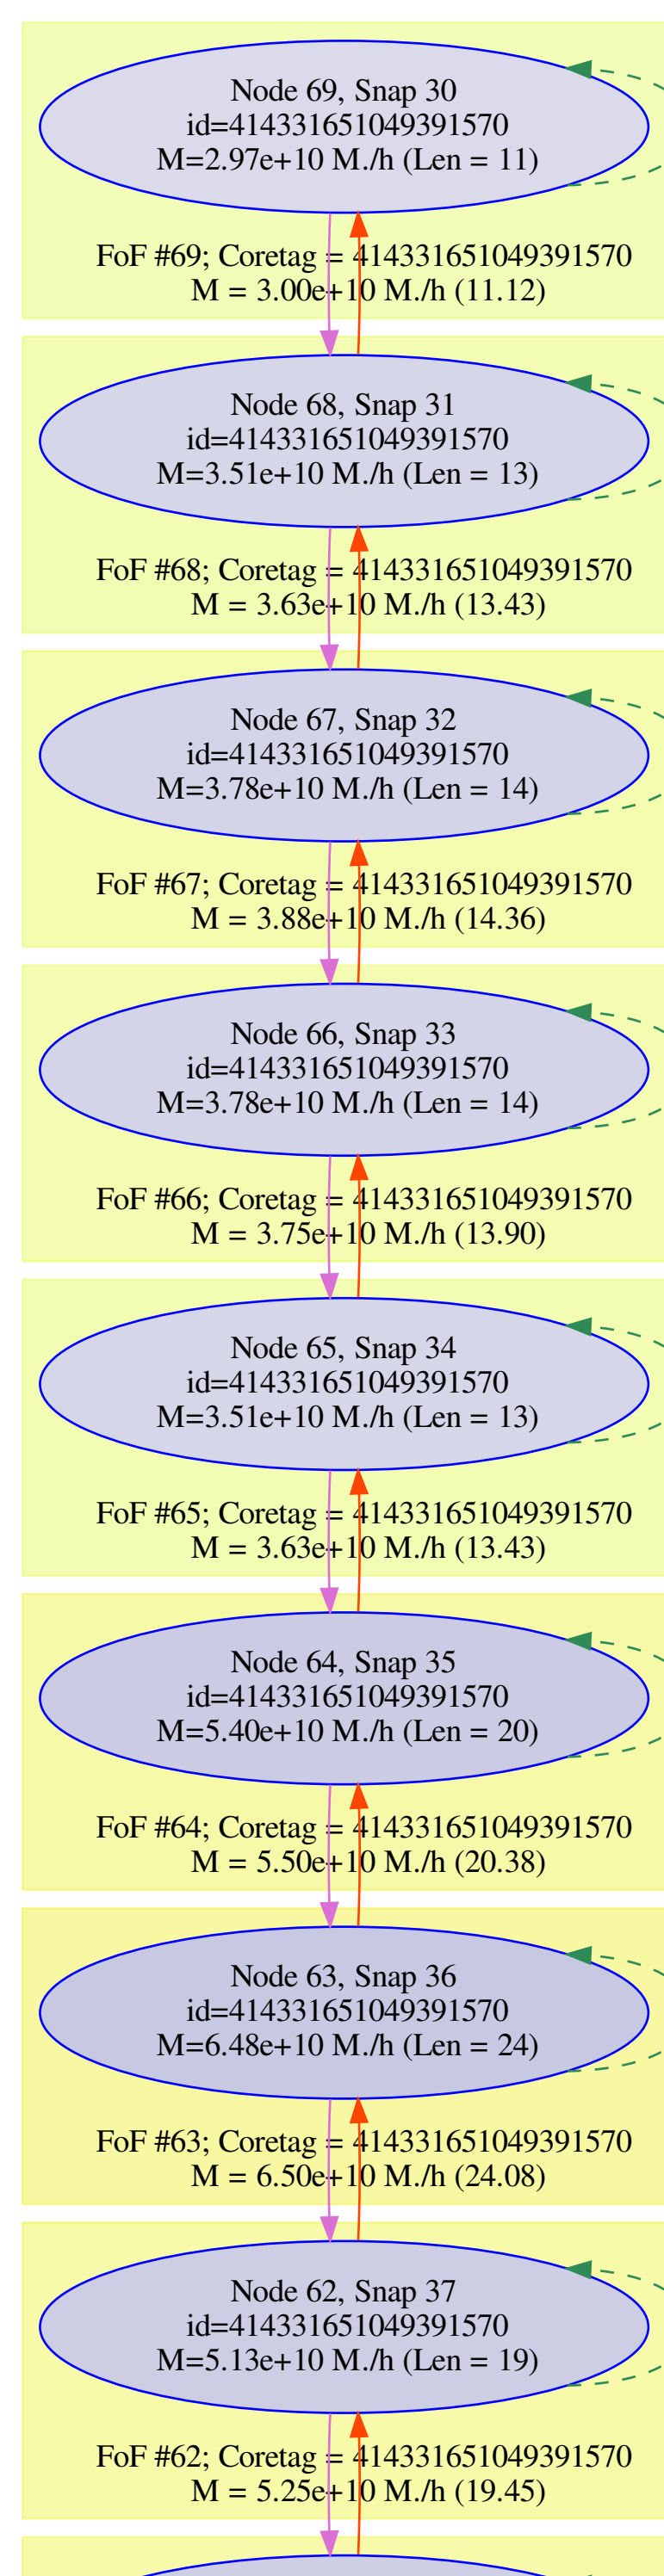 Node 69, Snap 30
id=414331651049391570
M=2.97e+10 M./h (Len = 11)
FoF #69; Coretag = 414331651049391570
M = 3.00e+10 M./h (11.12)
Node 68, Snap 31
id=414331651049391570
M=3.51e+10 M./h (Len = 13)
FoF #68; Coretag = 414331651049391570
M = 3.63e+10 M./h (13.43)
Node 67, Snap 32
id=414331651049391570
M=3.78e+10 M./h (Len = 14)
FoF #67; Coretag = 414331651049391570
M = 3.88e+10 M./h (14.36)
Node 66, Snap 33
id=414331651049391570
M=3.78e+10 M./h (Len = 14)
FoF #66; Coretag = 414331651049391570
M = 3.75e+10 M./h (13.90)
Node 65, Snap 34
id=414331651049391570
M=3.51e+10 M./h (Len = 13)
FoF #65; Coretag = 414331651049391570
M = 3.63e+10 M./h (13.43)
Node 64, Snap 35
id=414331651049391570
M=5.40e+10 M./h (Len = 20)
FoF #64; Coretag = 414331651049391570
M = 5.50e+10 M./h (20.38)
Node 63, Snap 36
id=414331651049391570
M=6.48e+10 M./h (Len = 24)
FoF #63; Coretag = 414331651049391570
M = 6.50e+10 M./h (24.08)
Node 62, Snap 37
id=414331651049391570
M=5.13e+10 M./h (Len = 19)
FoF #62; Coretag = 414331651049391570
M = 5.25e+10 M./h (19.45)